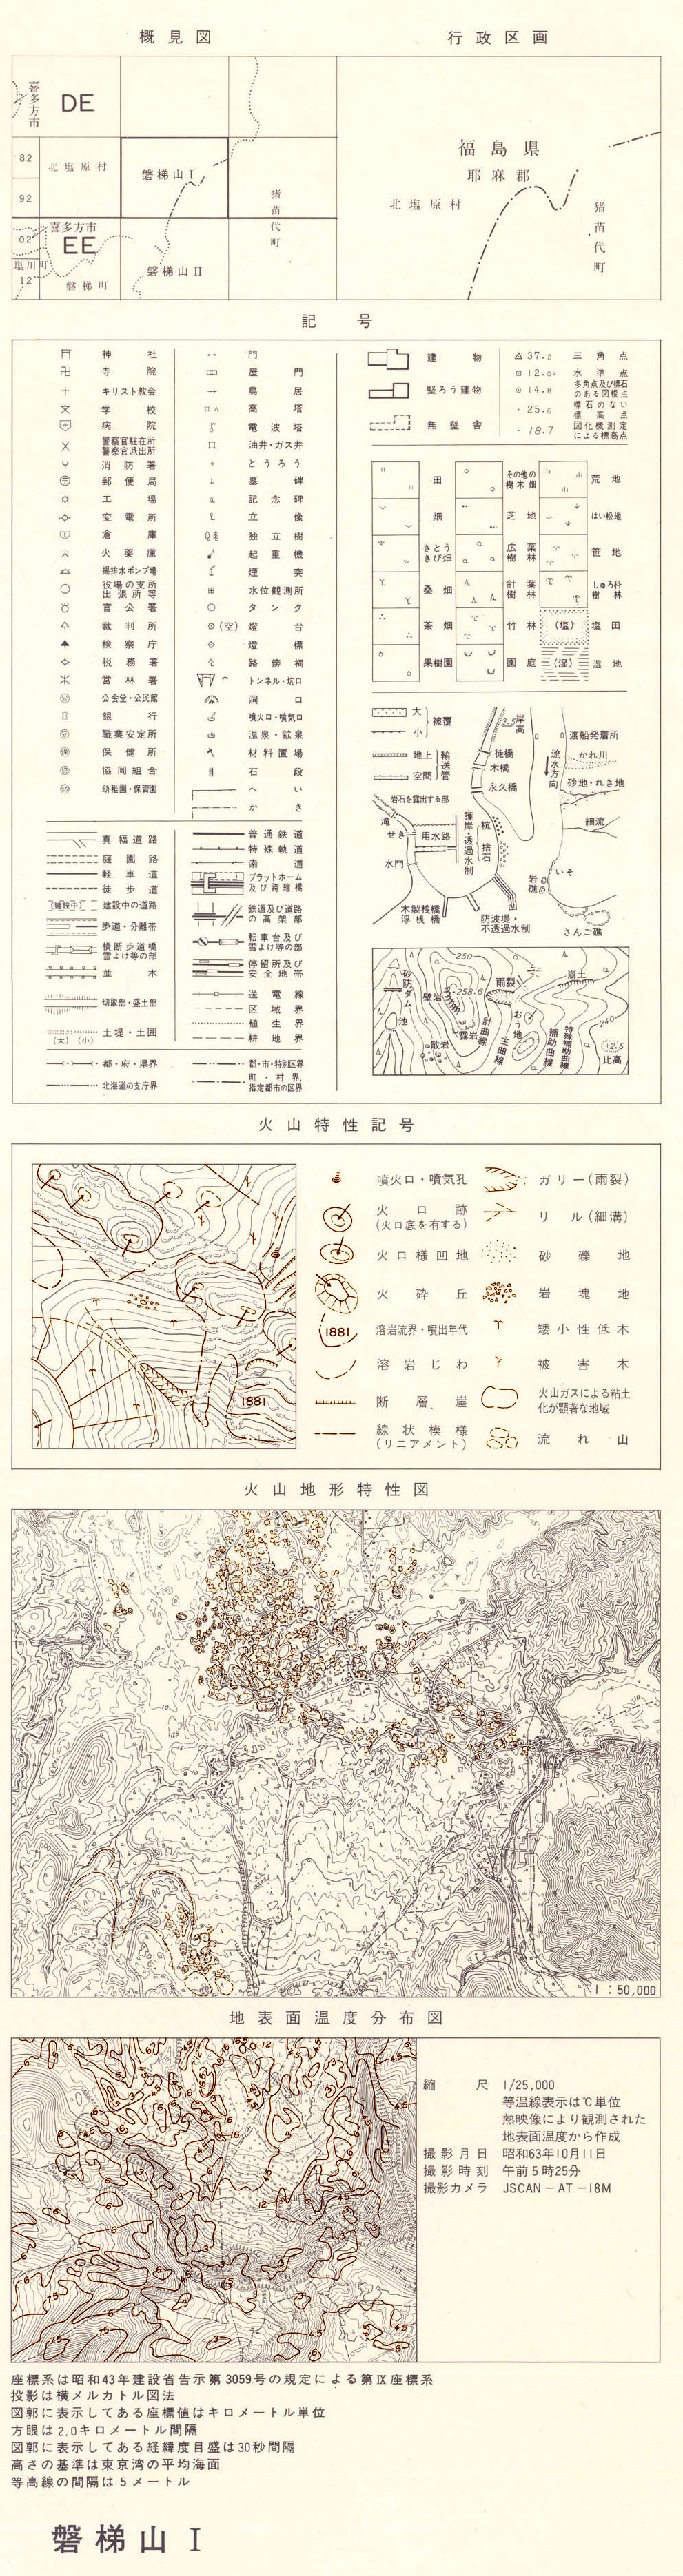 概見図
行政区画
喜多方市
DE
82
92
北塩原村
磐梯山Ⅰ
猪苗代町
02
喜多方市
EE
塩川町
12
磐梯町
磐梯山Ⅱ
福島県
耶麻郡
北塩原村
猪苗代町
記号
神社
寺院
キリスト教会
学校
病院
警察官駐在所
警察官派出所
消防署
郵便局
工場
変電所
倉庫
火薬庫
揚排水ポンプ場
役場の支所
出張所等
官公署
裁判所
検察庁
税務署
営林署
公会堂・公民館
銀行
職業安定所
保健所
協同組合
幼稚園・保育園
門
屋門
鳥居
高塔
電波塔
油井・ガス井
とうろう
墓碑
記念碑
立像
独立樹
起重機
煙突
水位観測所
タンク
(空) 燈台
燈標
路傍祠
トンネル・坑口
洞口
噴火口・噴気口
温泉・鉱泉
材料置場
石段
へい
かき
真幅道路
庭園路
軽車道
徒歩道
(建設中) 建設中の道路
歩道・分離帯
横断歩道橋
雪よけ等の部
並木
切取部・盛土部
(大) (小) 土堤・土囲
都・府・県界
北海道の支庁界
普通鉄道
特殊軌道
索道
プラットホーム
及び跨線橋
鉄道及び道路
の高架部
転車台及び
雪よけ等の部
停留所及び
安全地帯
送電線
区域界
植生界
耕地界
郡・市・特別区界
町・村界、
指定都市の区界
建物
堅ろう建物
無壁舎
37.2 三角点
12.04 水準点
14.8 多角点及び標石のある図根点
25.6 標石のない標高点
18.7 図化機測定による標高点
田
畑
さとうきび畑
桑畑
茶畑
果樹園
その他の樹木畑
芝地
広葉樹林
針葉樹林
竹林
園庭
荒地
はい松地
笹地
しゅろ科樹林
(塩) 塩田
(湿) 湿地
大
小
被覆
地上
空間
輸送管
岩石を露出する部
滝
せき
用水路
水門
木製桟橋
浮桟橋
3.5
岸高
徒橋
木橋
永久橋
護岸・透過水制
杭
捨石
防波堤・
不透過水制
流水方向
渡船発着所
かれ川
砂地・れき地
細流
いそ
岩礁
さんご礁
250
砂防ダム
池
壁岩
258.6
露岩
散岩
計曲線
主曲線
雨裂
おう地
崩土
補助曲線
特殊補助曲線
240
+2.5
比高
火山特性記号
1881
噴火口・噴気孔
火口跡
(火口底を有する)
火口様凹地
火砕丘
1881 溶岩流界・噴出年代
溶岩じわ
断層崖
線状模様
(リニアメント)
ガリー(雨裂)
リル(細溝)
砂礫地
岩塊地
矮小性低木
被害木
火山ガスによる粘土
化が顕著な地域
流れ山
火山地形特性図
1:50,000
地表面温度分布図
縮尺 1/25,000
等温線表示は℃単位
熱映像により観測された
地表面温度から作成
撮影月日 昭和63年10月11日
撮影時刻 午前5時25分
撮影カメラ JSCAN-AT-18M
座標系は昭和43年建設省告示第3059号の規定による第Ⅸ座標系
投影は横メルカトル図法
図郭に表示してある座標値はキロメートル単位
方眼は2.0キロメートル間隔
図郭に表示してある経緯度目盛は30秒間隔
高さの基準は東京湾の平均海面
等高線の間隔は5メートル
磐梯山Ⅰ